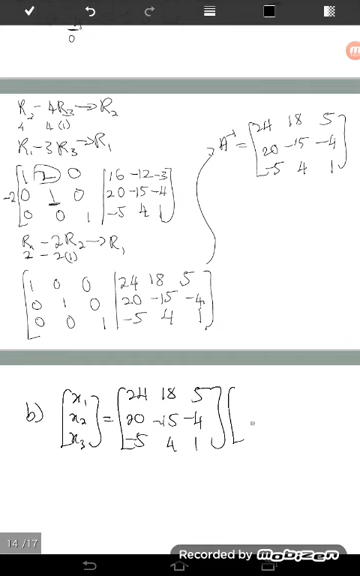 R₂ - 4R₃ → R₂
4 4(1)
R₁ - 3R₃ → R₁
[1 2 0 | 16 -12 -3]
-2 [0 1 0 | 20 -15 -4]
[0 0 1 | -5 4 1]
R₁ - 2R₂ → R₁
2 - 2(1)
[1 0 0 | 24 18 5]
[0 1 0 | 20 -15 -4]
[0 0 1 | -5 4 1]
A⁻¹ = [24 18 5]
[20 -15 -4]
[-5 4 1]
b) [x₁] = [24 18 5] [
[x₂] [20 -15 -4]
[x₃] [-5 4 1]
14 / 17
Recorded by Mobizen